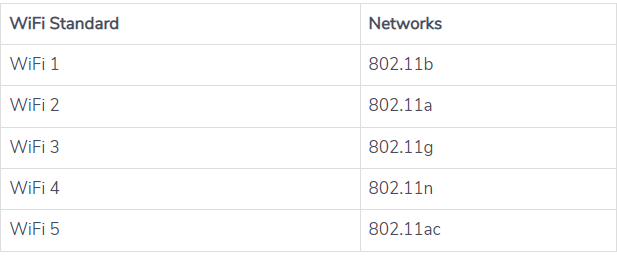 WiFi Standard Networks
WiFi 1 802.11b
WiFi 2 802.11a
WiFi 3 802.11g
WiFi 4 802.11n
WiFi 5 802.11ac